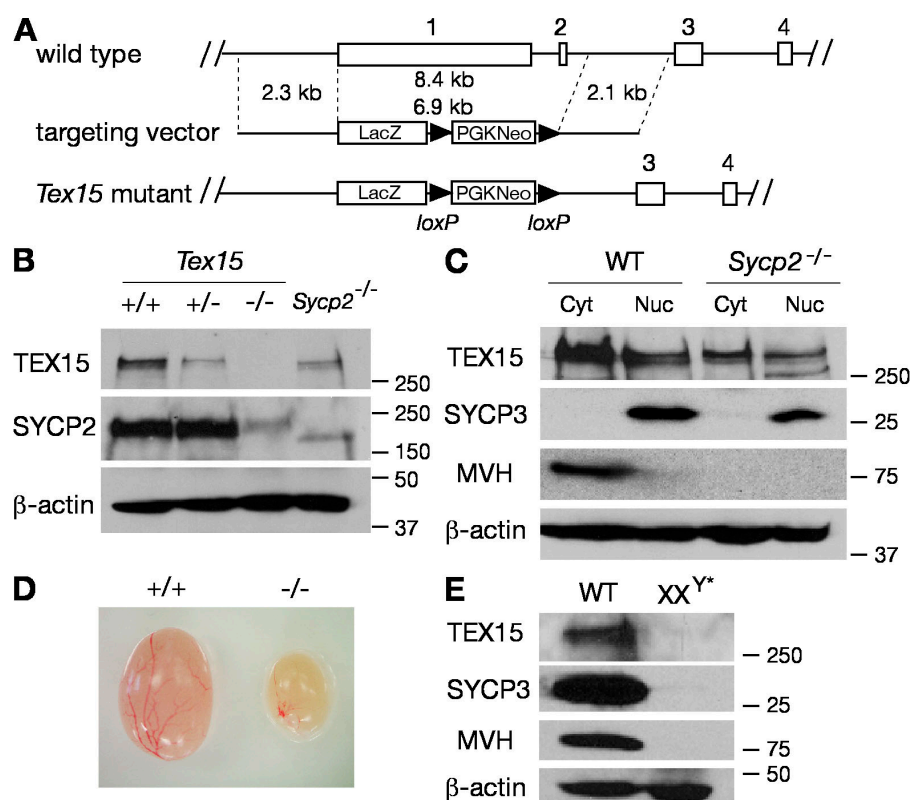 A
1 2 3 4
wild type // //
2.3 kb 8.4 kb 2.1 kb
6.9 kb
targeting vector LacZ PGKNeo
3 4
Tex15 mutant // LacZ PGKNeo //
loxP loxP
B
Tex15
+/+ +/- -/- Sycp2-/-
TEX15
250
SYCP2
250
150
50
β-actin
37
C
WT Sycp2-/-
Cyt Nuc Cyt Nuc
TEX15
250
SYCP3
25
MVH
75
β-actin
37
D
+/+ -/-
E
WT XXY*
TEX15
250
SYCP3
25
MVH
75
50
β-actin